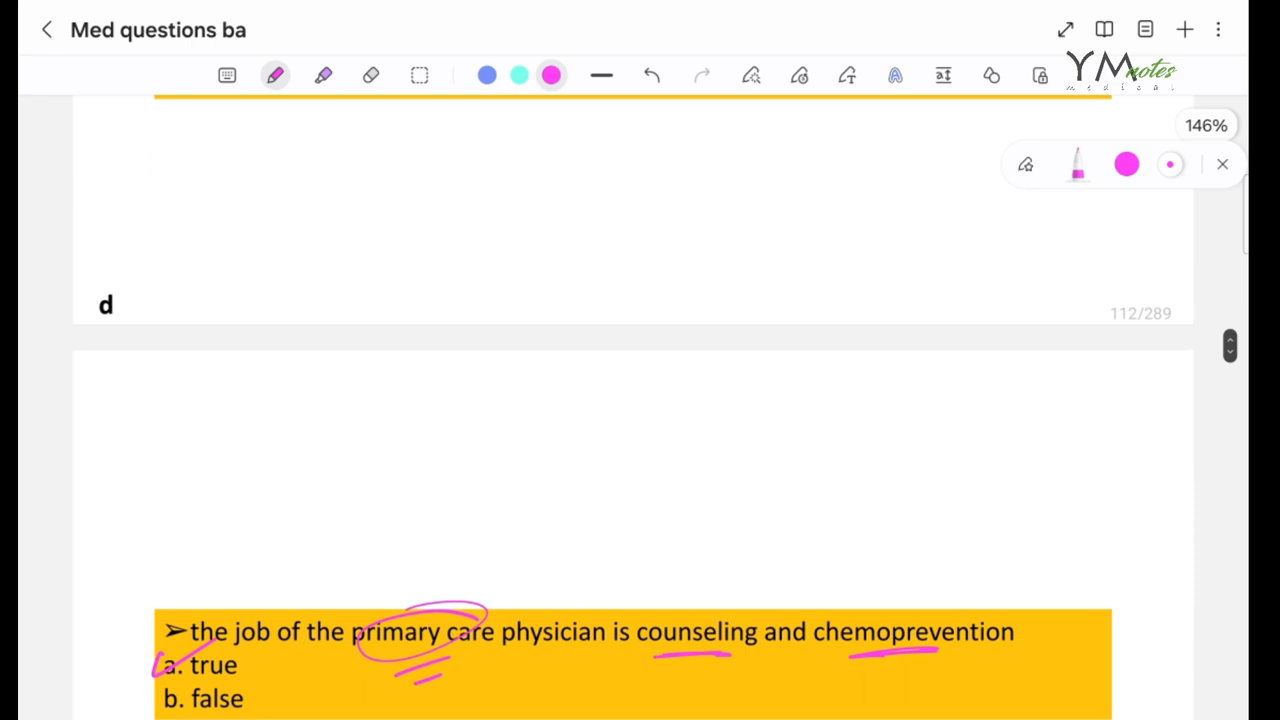 Med questions ba
YM notes
medical
146%
d
112/289
➢the job of the primary care physician is counseling and chemoprevention
a. true
b. false